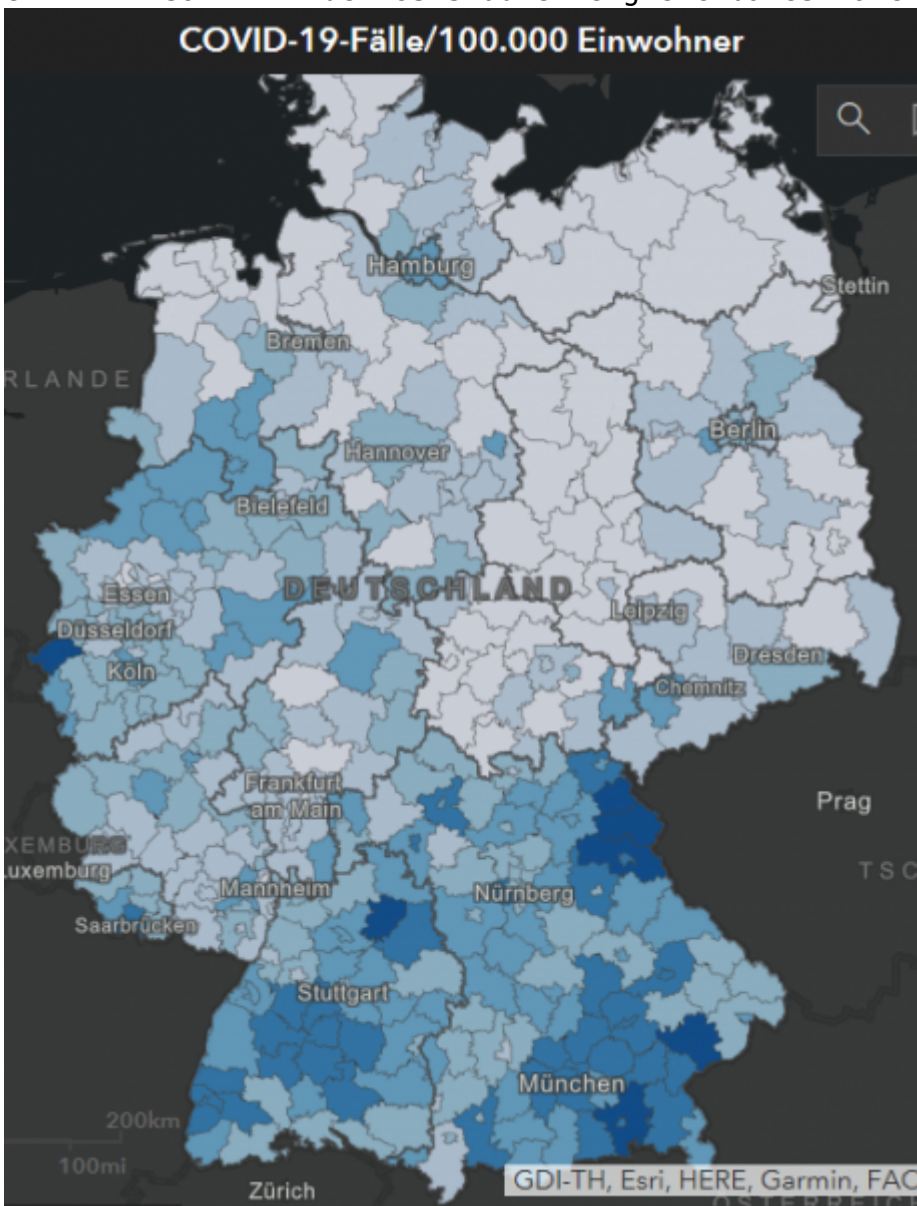 COVID-19-Fälle/100.000 Einwohner
Hamburg
Stettin
Bremen
RLANDE
Berlin
Hannover
Bielefeld
DEUTSCHLAND
Essen
Leipzig
Düsseldorf
Dresden
Köln
Chemnitz
Frankfurt
am Main
Prag
XEMBURG
Luxemburg
TSC
Mannheim
Nürnberg
Saarbrücken
Stuttgart
München
200km
100mi
Zürich
GDI-TH, Esri, HERE, Garmin, FAO
ÖSTERREICH